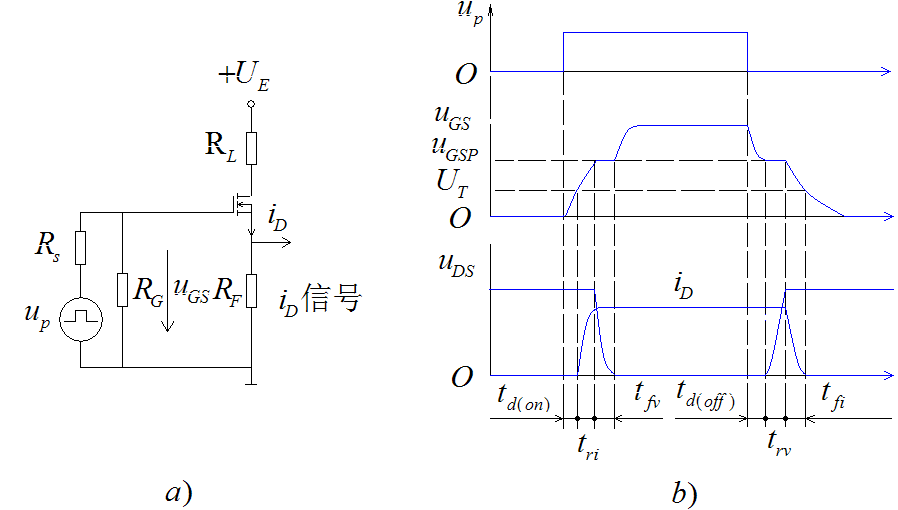 +U_E
R_L
i_D
R_s
R_G
u_GS
R_F
i_D信号
u_p
a)
u_p
O
u_GS
u_GSP
U_T
O
u_DS
i_D
O
t_d(on)
t_fv
t_d(off)
t_fi
t_ri
t_rv
b)